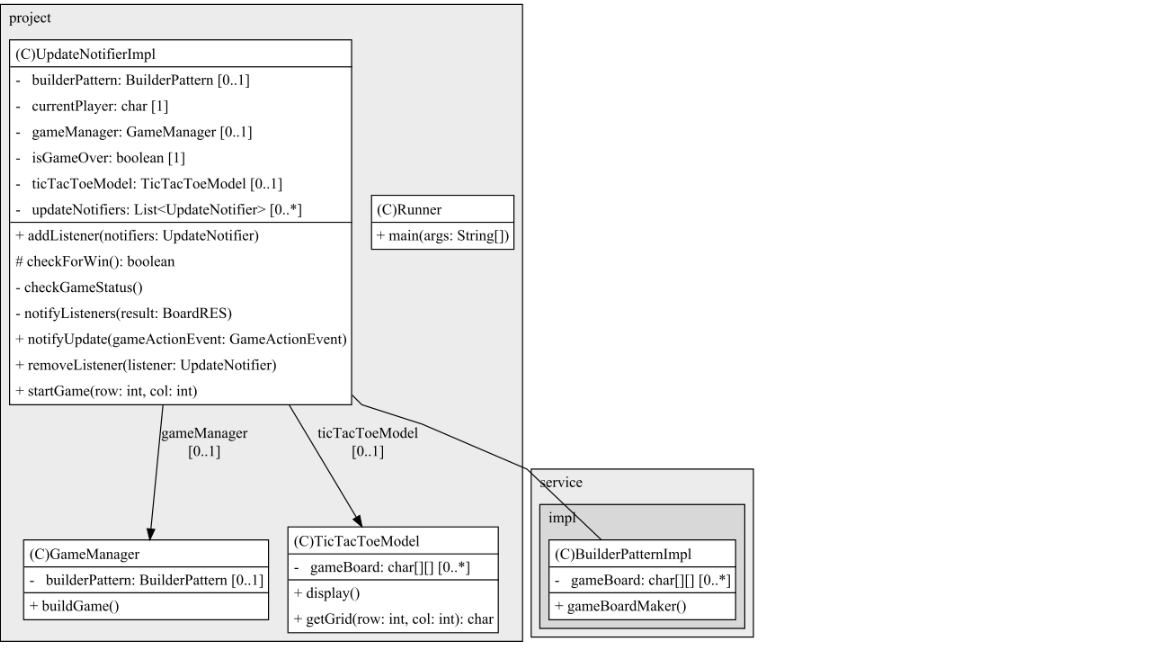 project
(C)UpdateNotifierImpl
- builderPattern: BuilderPattern [0..1]
- currentPlayer: char [1]
- gameManager: GameManager [0..1]
- isGameOver: boolean [1]
- ticTacToeModel: TicTacToeModel [0..1]
- updateNotifiers: List<UpdateNotifier> [0..*]
+ addListener(notifiers: UpdateNotifier)
# checkForWin(): boolean
- checkGameStatus()
- notifyListeners(result: BoardRES)
+ notifyUpdate(gameActionEvent: GameActionEvent)
+ removeListener(listener: UpdateNotifier)
+ startGame(row: int, col: int)
(C)Runner
+ main(args: String[])
gameManager
[0..1]
ticTacToeModel
[0..1]
(C)GameManager
- builderPattern: BuilderPattern [0..1]
+ buildGame()
(C)TicTacToeModel
- gameBoard: char[][] [0..*]
+ display()
+ getGrid(row: int, col: int): char
service
impl
(C)BuilderPatternImpl
- gameBoard: char[][] [0..*]
+ gameBoardMaker()